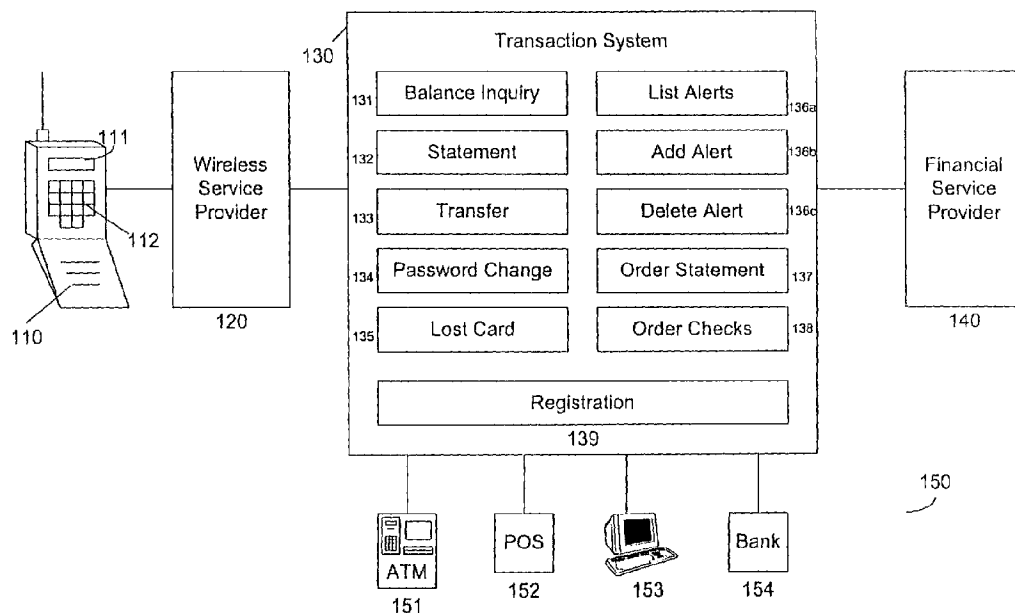 130
Transaction System
131 Balance Inquiry
List Alerts 136a
132 Statement
Add Alert 136b
133 Transfer
Delete Alert 136c
134 Password Change
Order Statement 137
135 Lost Card
Order Checks 138
Registration
139
111
112
110
Wireless
Service
Provider
120
Financial
Service
Provider
140
150
ATM
151
POS
152
153
Bank
154